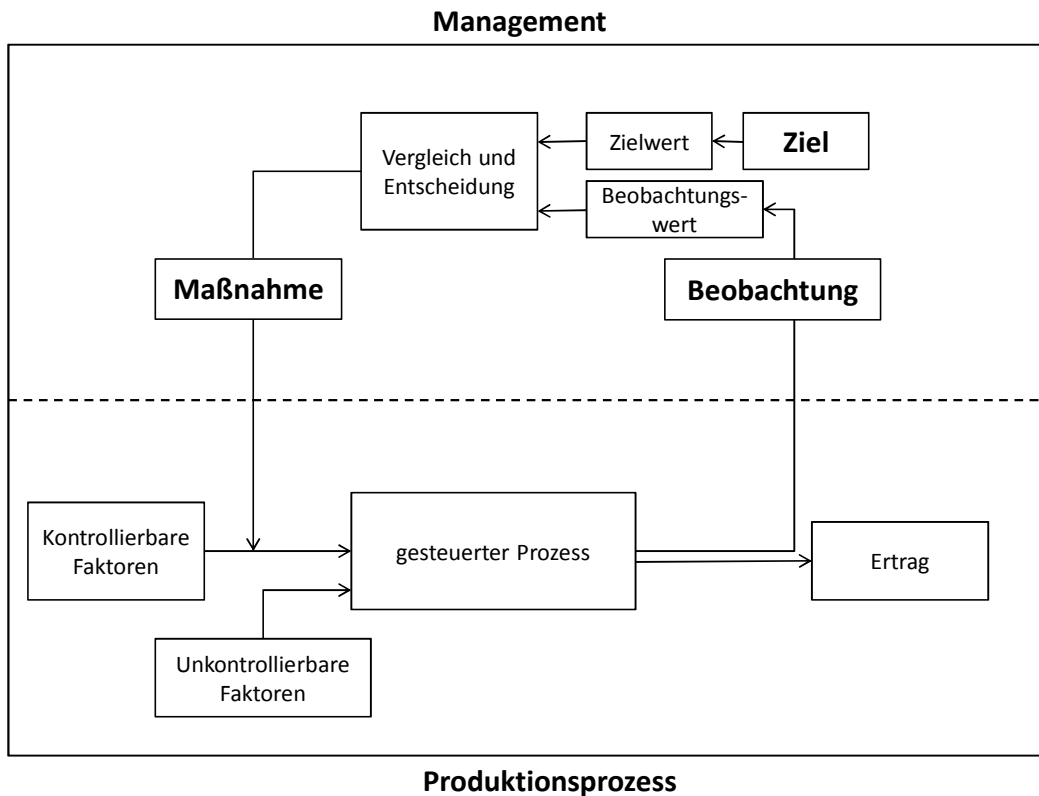 Management
Vergleich und
Entscheidung
Zielwert
Ziel
Beobachtungs-
wert
Maßnahme
Beobachtung
Kontrollierbare
Faktoren
gesteuerter Prozess
Ertrag
Unkontrollierbare
Faktoren
Produktionsprozess